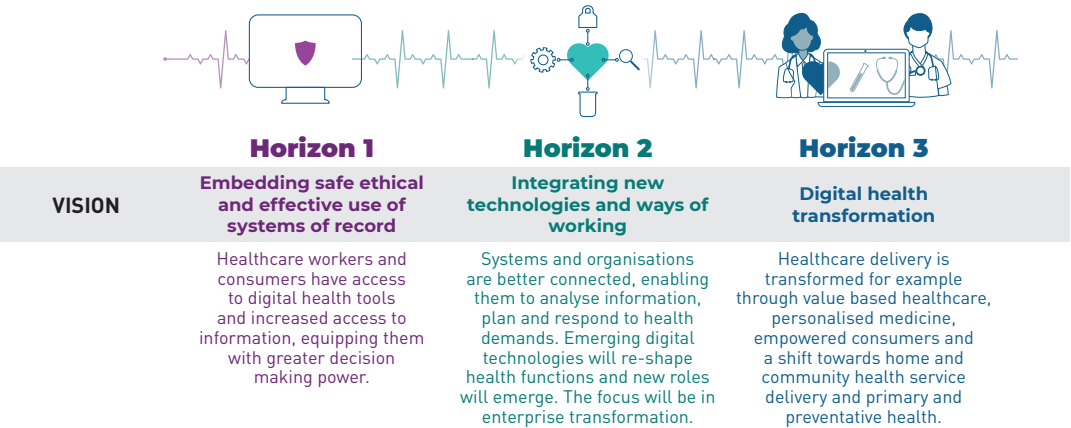 Horizon 1
Horizon 2
Horizon 3
VISION
Embedding safe ethical
and effective use of
systems of record
Integrating new
technologies and ways of
working
Digital health
transformation
Healthcare workers and
consumers have access
to digital health tools
and increased access to
information, equipping them
with greater decision
making power.
Systems and organisations
are better connected, enabling
them to analyse information,
plan and respond to health
demands. Emerging digital
technologies will re-shape
health functions and new roles
will emerge. The focus will be in
enterprise transformation.
Healthcare delivery is
transformed for example
through value based healthcare,
personalised medicine,
empowered consumers and
a shift towards home and
community health service
delivery and primary and
preventative health.